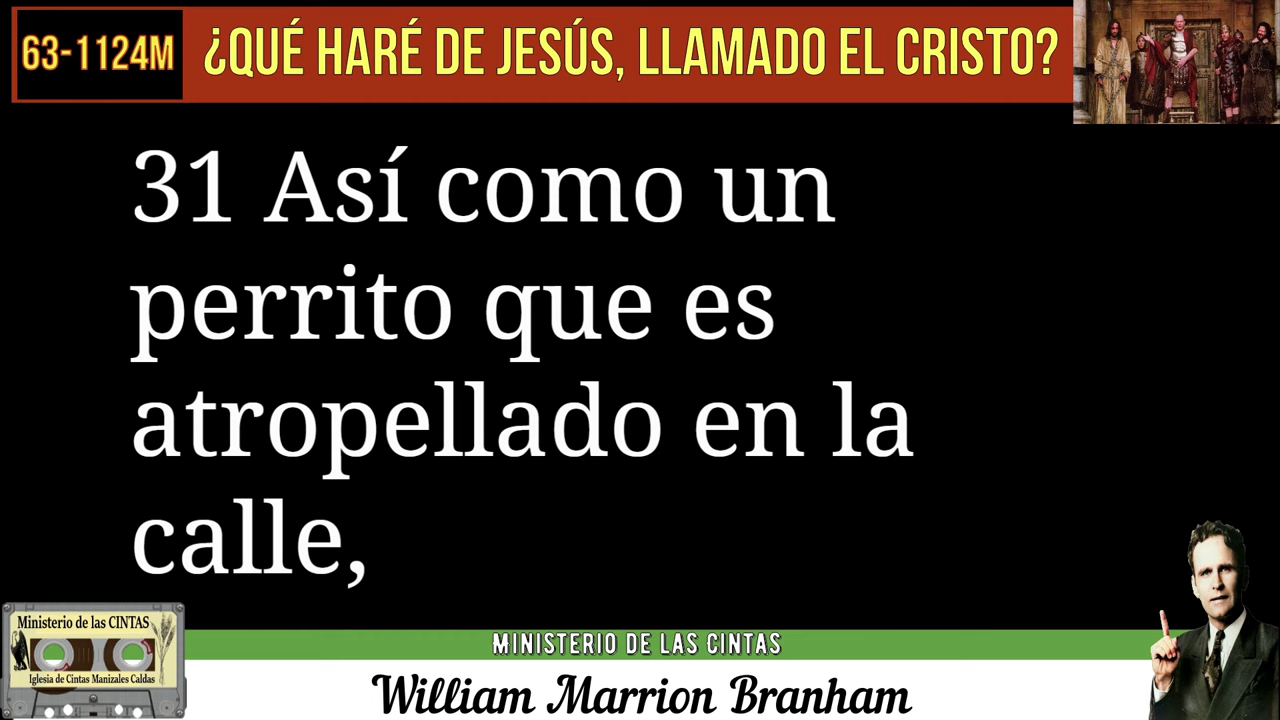 63-1124M
¿QUÉ HARÉ DE JESÚS, LLAMADO EL CRISTO?
31 Así como un
perrito que es
atropellado en la
calle,
Ministerio de las CINTAS
Iglesia de Cintas Manizales Caldas
MINISTERIO DE LAS CINTAS
William Marrion Branham